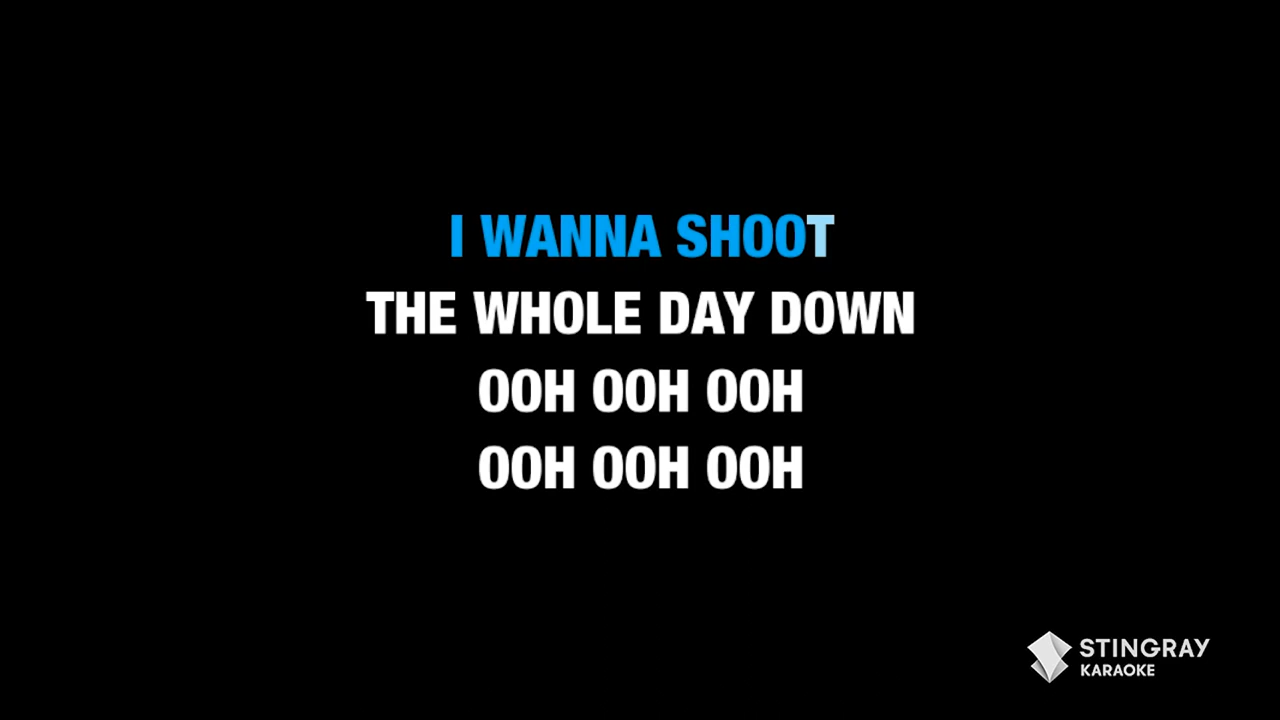 I WANNA SHOOT
THE WHOLE DAY DOWN
OOH OOH OOH
OOH OOH OOH
STINGRAY
KARAOKE